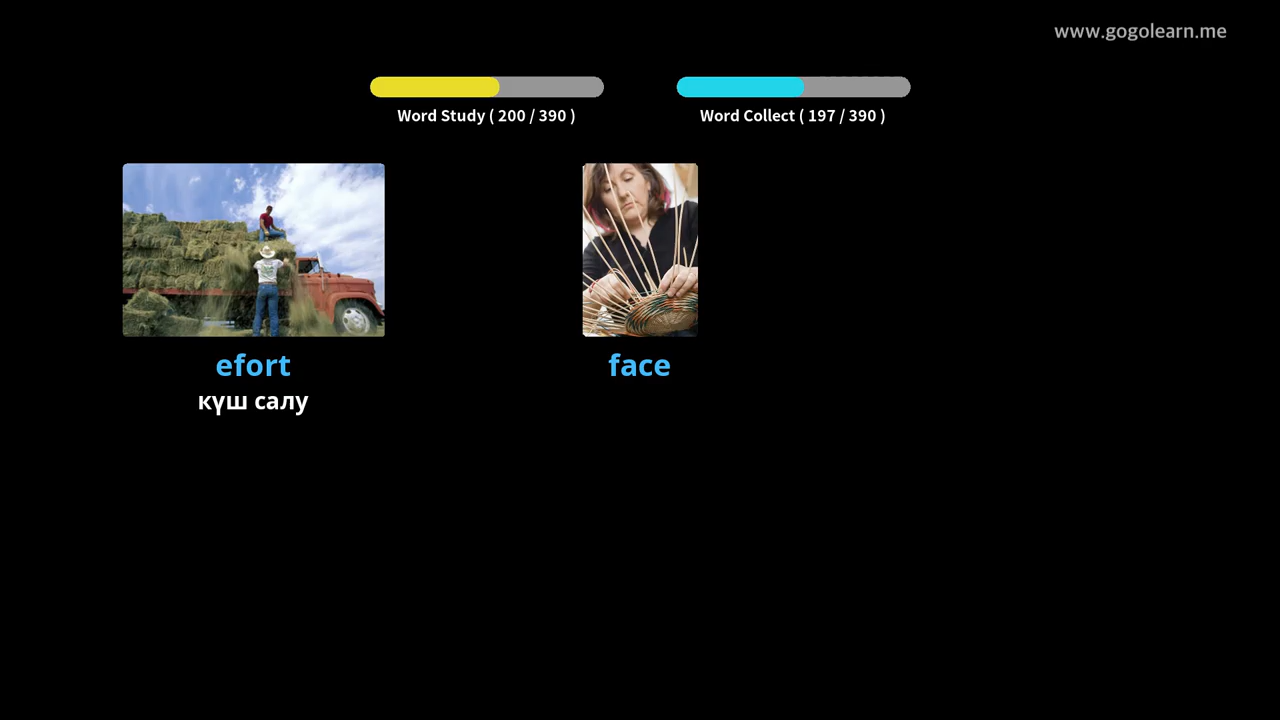 www.gogolearn.me
Word Study ( 200 / 390 )
Word Collect ( 197 / 390 )
efort
күш салу
face